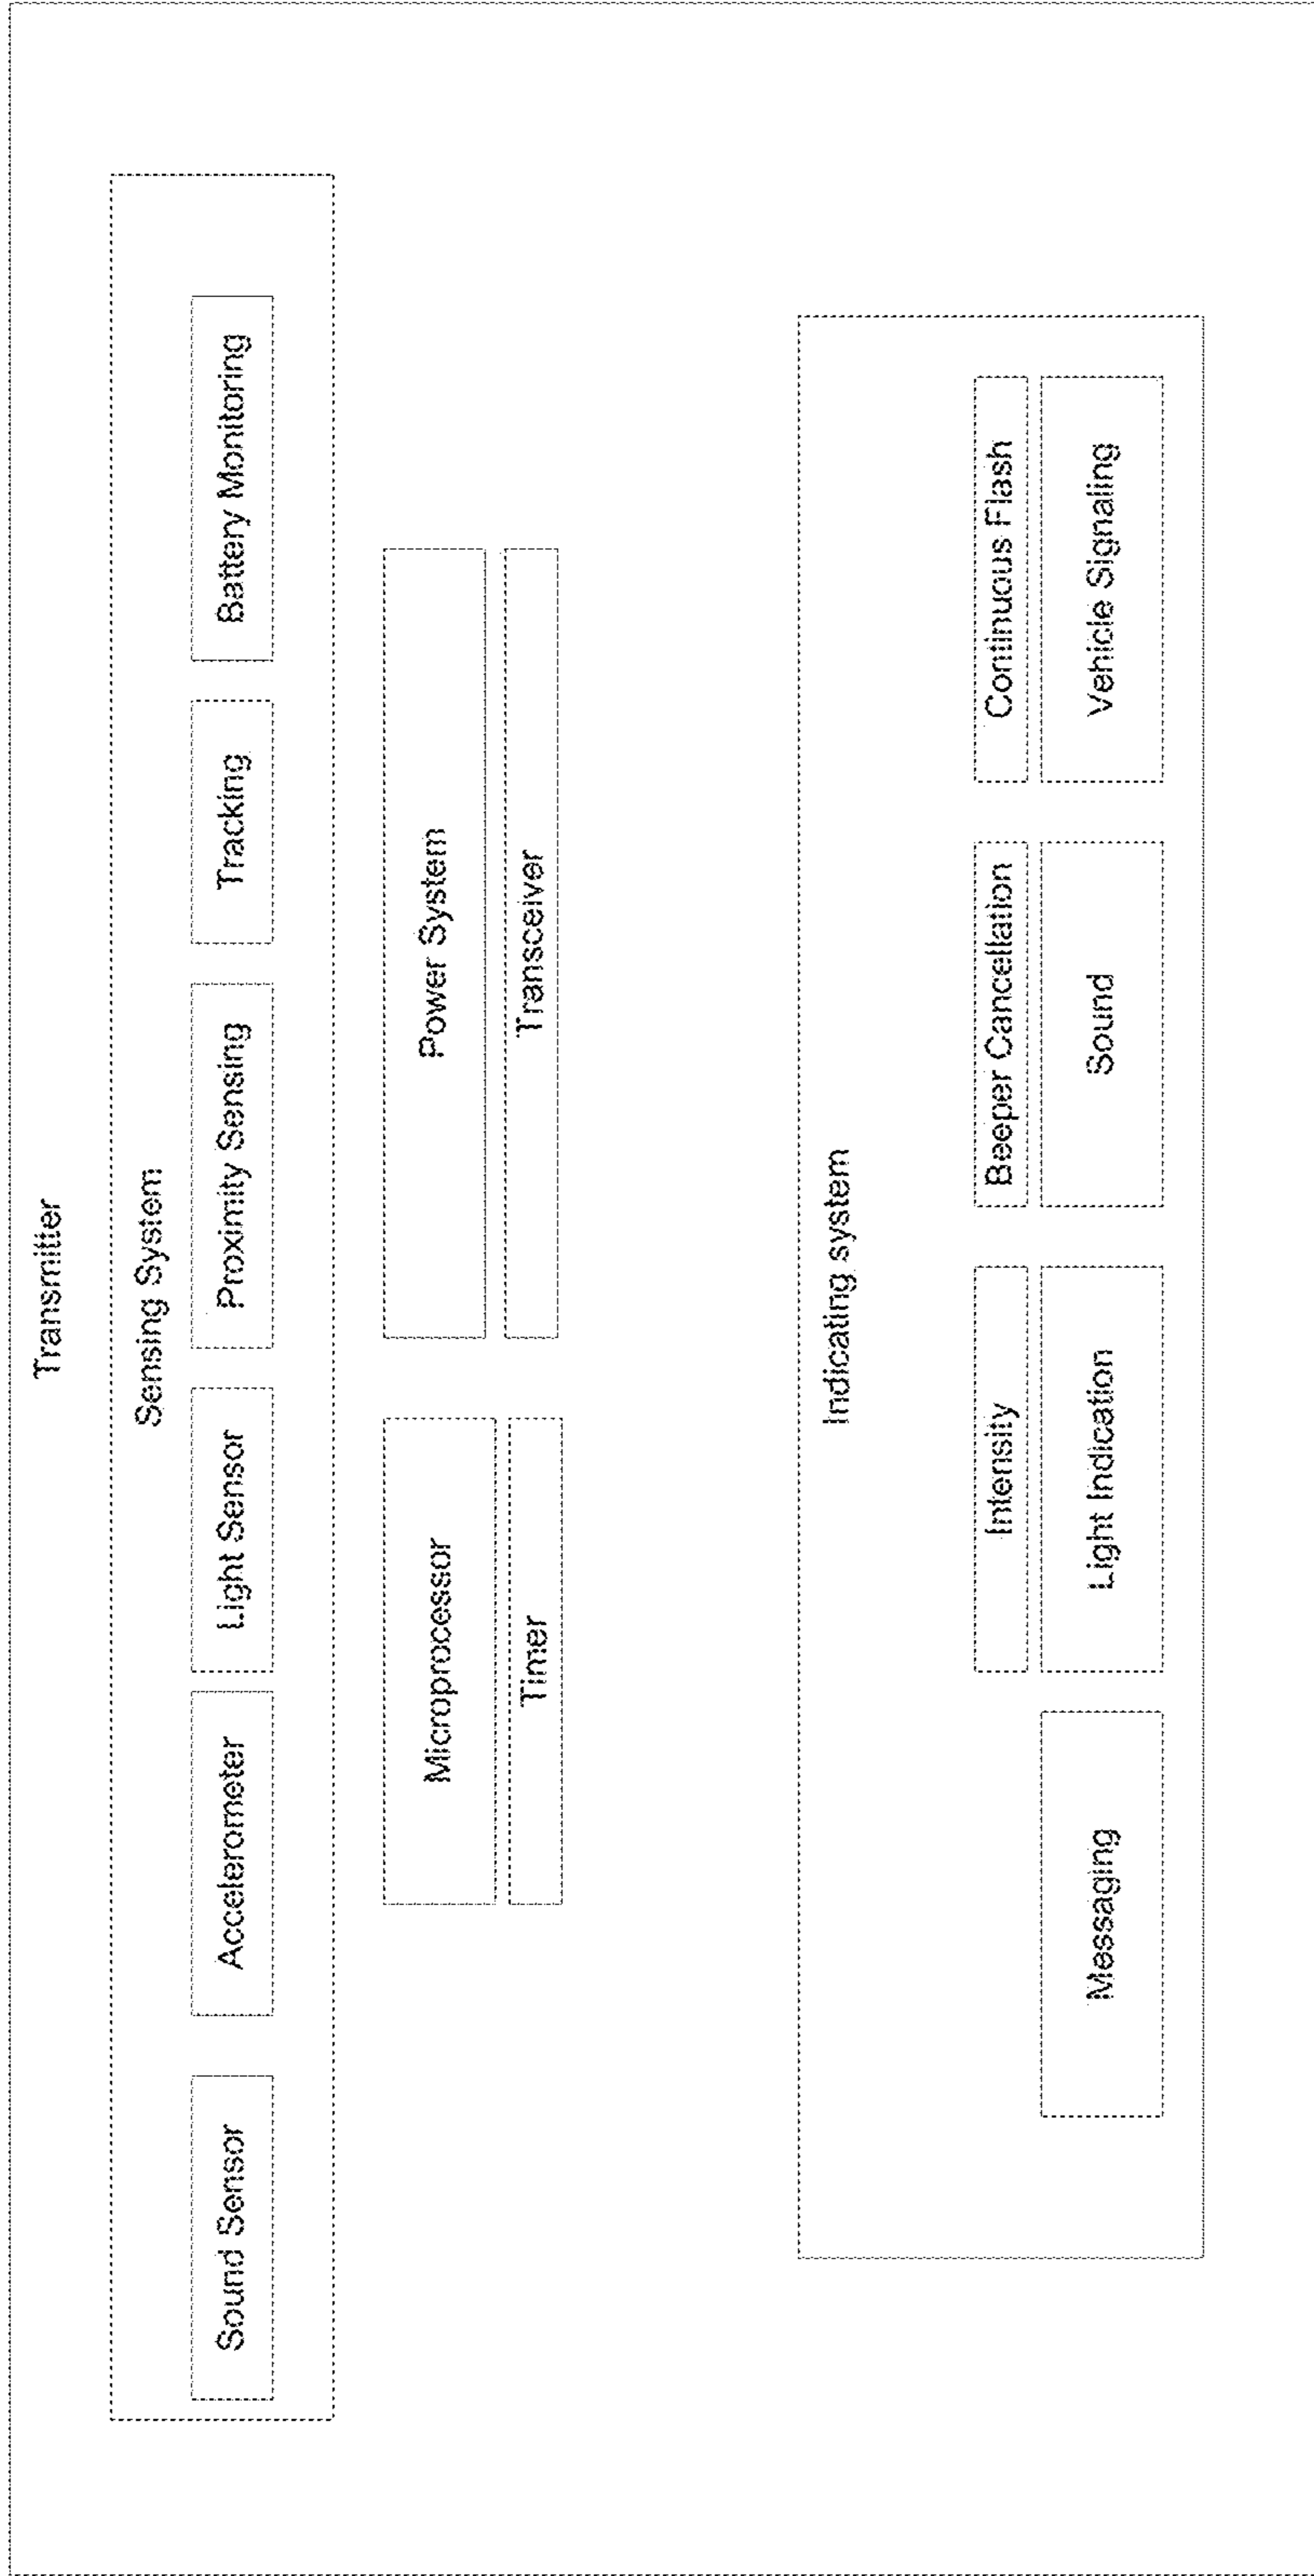 Transmitter
Sensing System
Sound Sensor
Accelerometer
Light Sensor
Proximity Sensing
Tracking
Battery Monitoring
Microprocessor
Power System
Timer
Transceiver
Indicating system
Intensity
Beeper Cancellation
Continuous Flash
Messaging
Light Indication
Sound
Vehicle Signaling